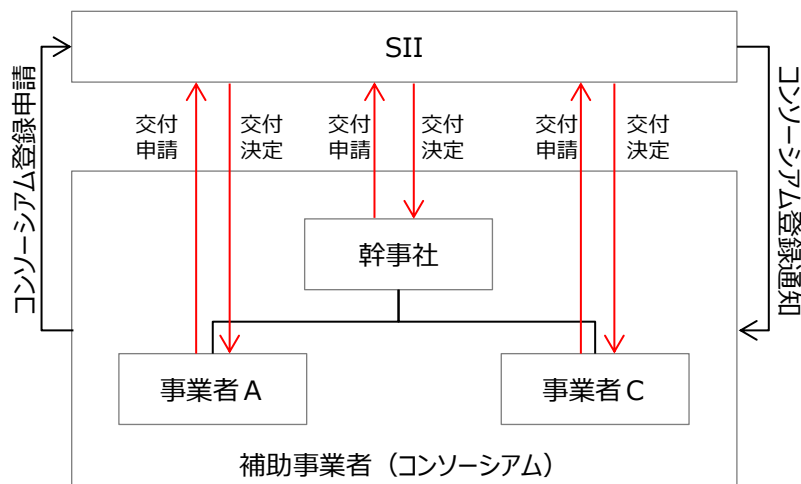 SII
コンソーシアム登録申請
交付
申請
交付
決定
交付
申請
交付
決定
交付
申請
交付
決定
コンソーシアム登録通知
幹事社
事業者A
事業者C
補助事業者（コンソーシアム）